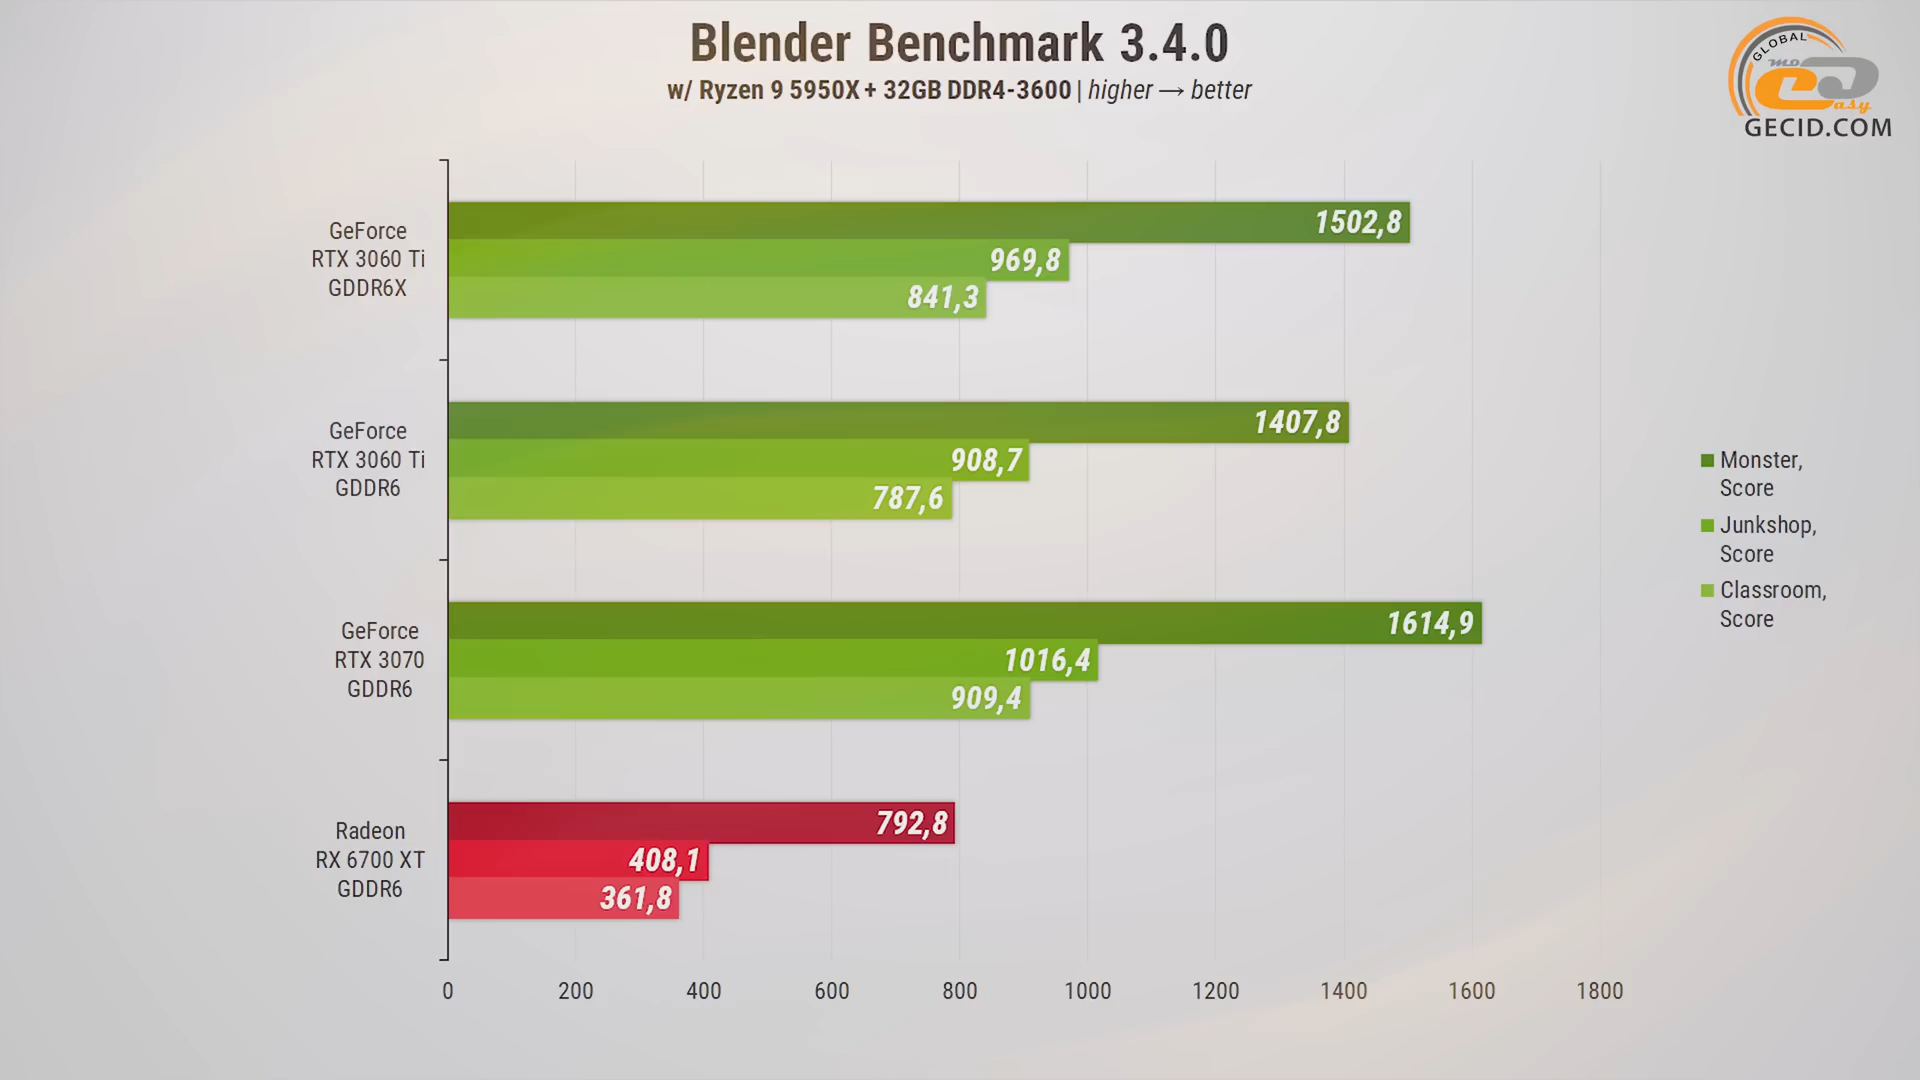 Blender Benchmark 3.4.0
w/ Ryzen 9 5950X + 32GB DDR4-3600 | higher → better
GLOBAL
mo
easy
GECID.COM
GeForce
RTX 3060 Ti
GDDR6X
1502,8
969,8
841,3
GeForce
RTX 3060 Ti
GDDR6
1407,8
908,7
787,6
GeForce
RTX 3070
GDDR6
1614,9
1016,4
909,4
Radeon
RX 6700 XT
GDDR6
792,8
408,1
361,8
0 200 400 600 800 1000 1200 1400 1600 1800
Monster,
Score
Junkshop,
Score
Classroom,
Score